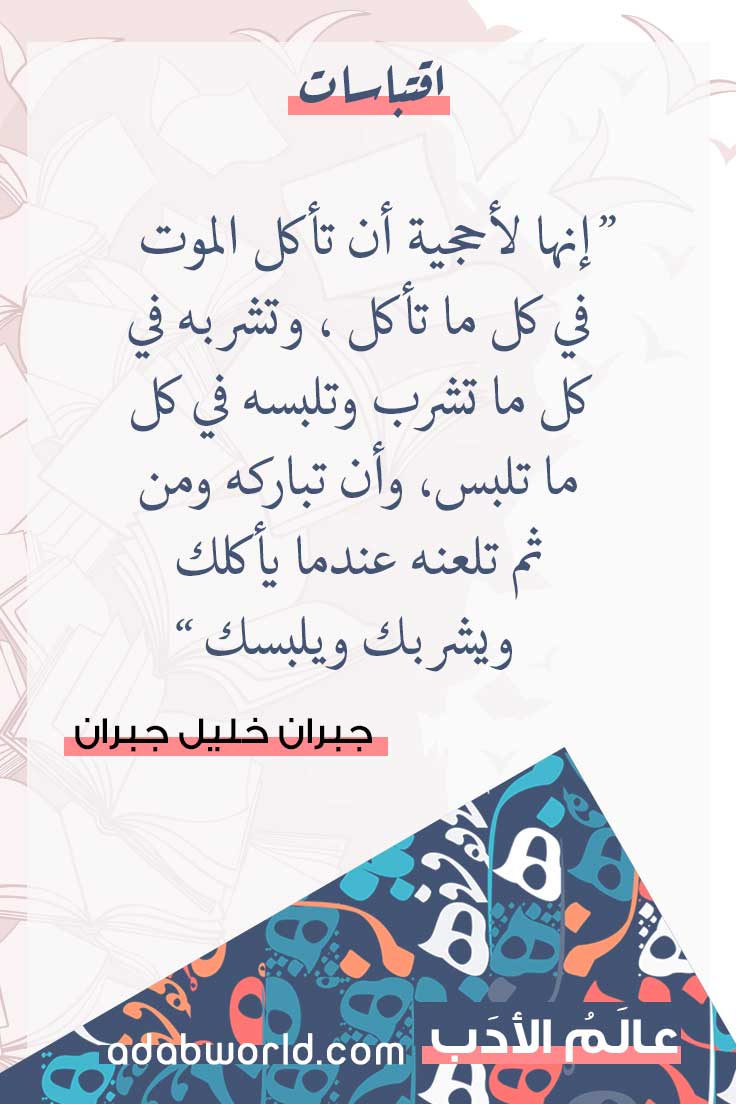 اقتباسات
” إنها لأحجية أن تأكل الموت
في كل ما تأكل ، وتشربه في
كل ما تشرب وتلبسه في كل
ما تلبس، وأن تباركه ومن
ثم تلعنه عندما يأكلك
ويشربك ويلبسك “
جبران خليل جبران
عالَمُ الأدَب
adabworld.com